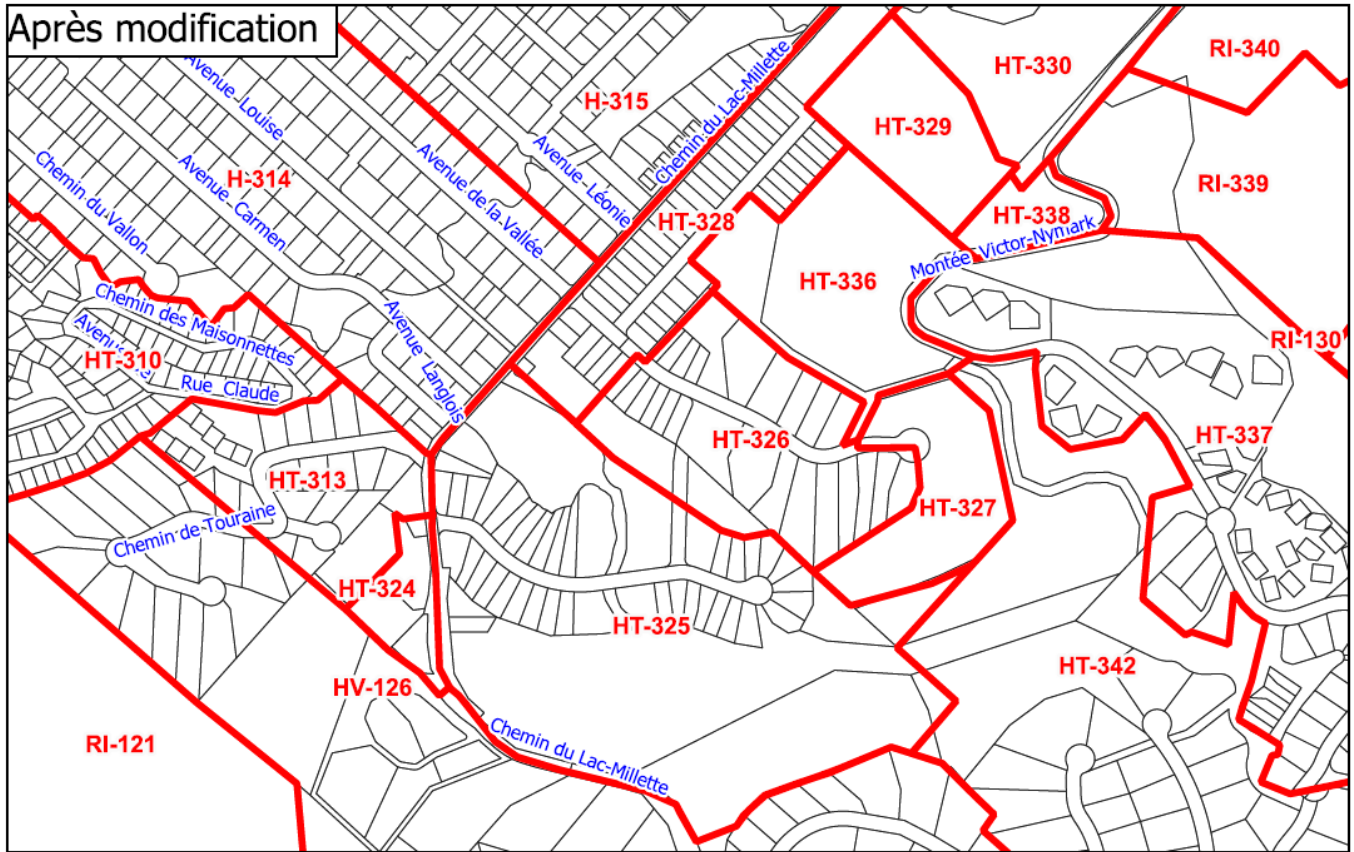 Après modification
RI-340
HT-330
H-315
HT-329
Avenue Louise
Chemin du Lac-Millette
Avenue Léonie
Avenue de la Vallée
Chemin du Vallon
H-314
Avenue Carmen
RI-339
HT-338
HT-328
Montée Victor-Nymark
HT-336
Chemin des Maisonnettes
Avenue
HT-310
Rue Claude
Avenue Langlois
RI-130
HT-326
HT-337
HT-313
HT-327
Chemin de Touraine
HT-324
HT-325
HT-342
HV-126
RI-121
Chemin du Lac-Millette